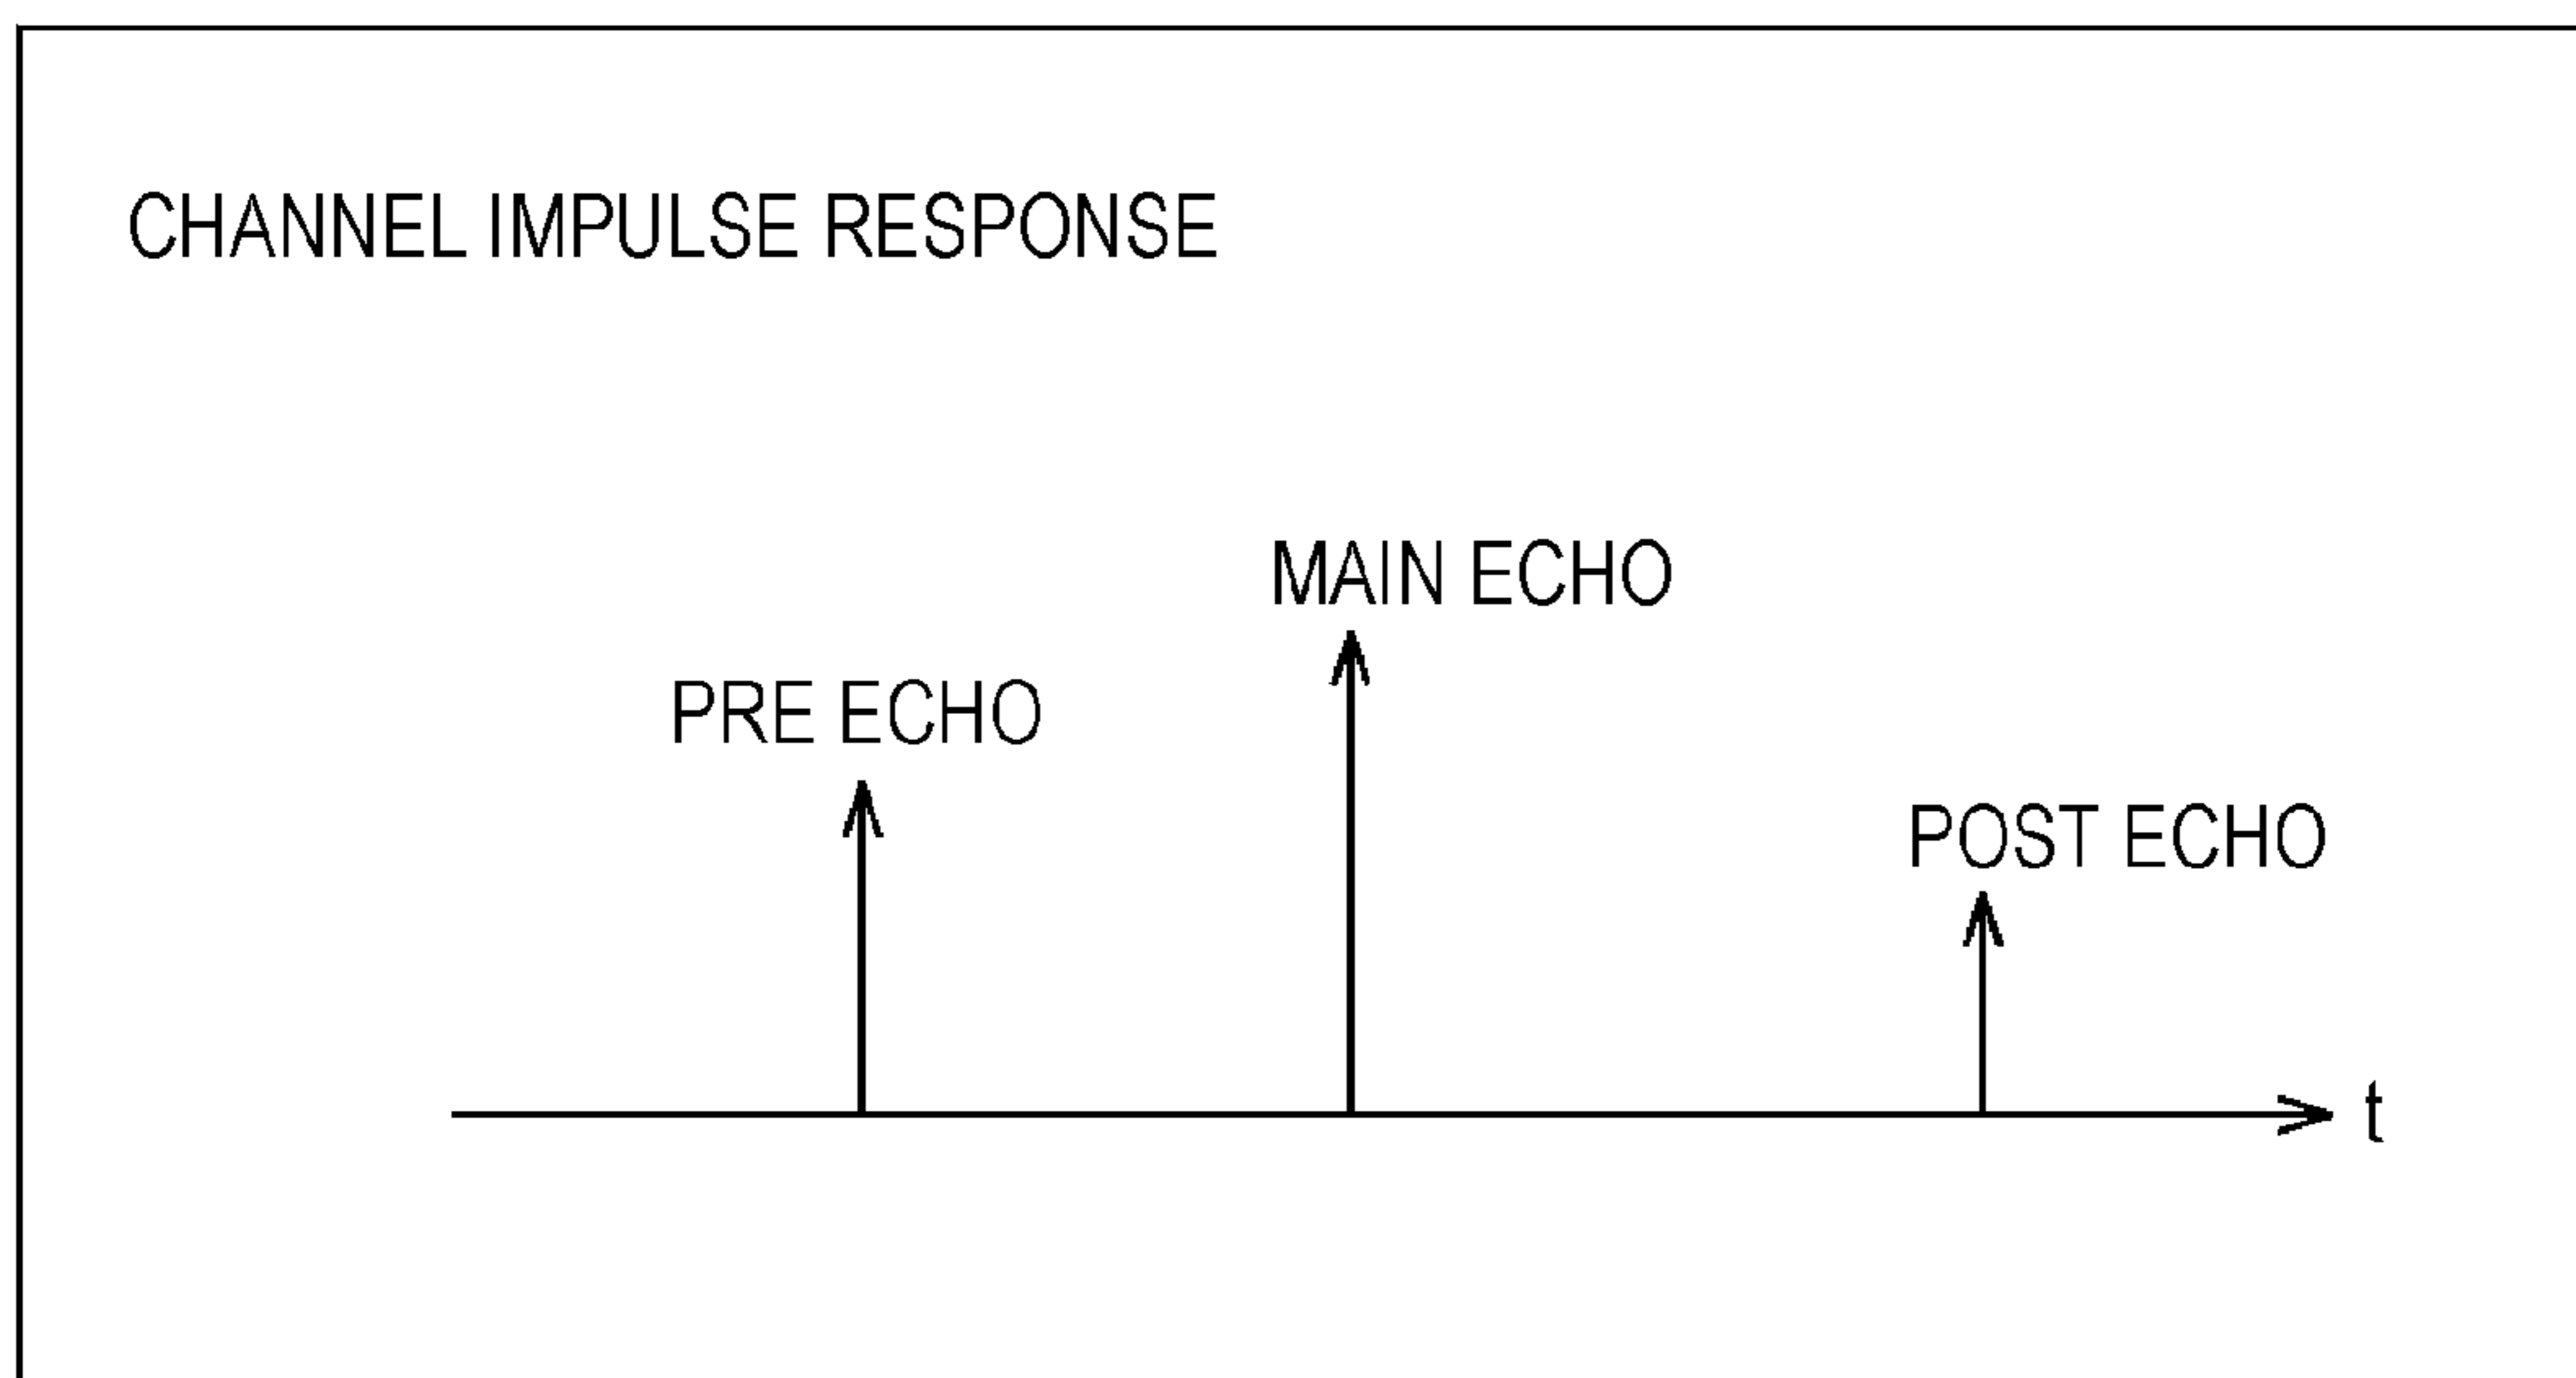 CHANNEL IMPULSE RESPONSE
MAIN ECHO
PRE ECHO
POST ECHO
t